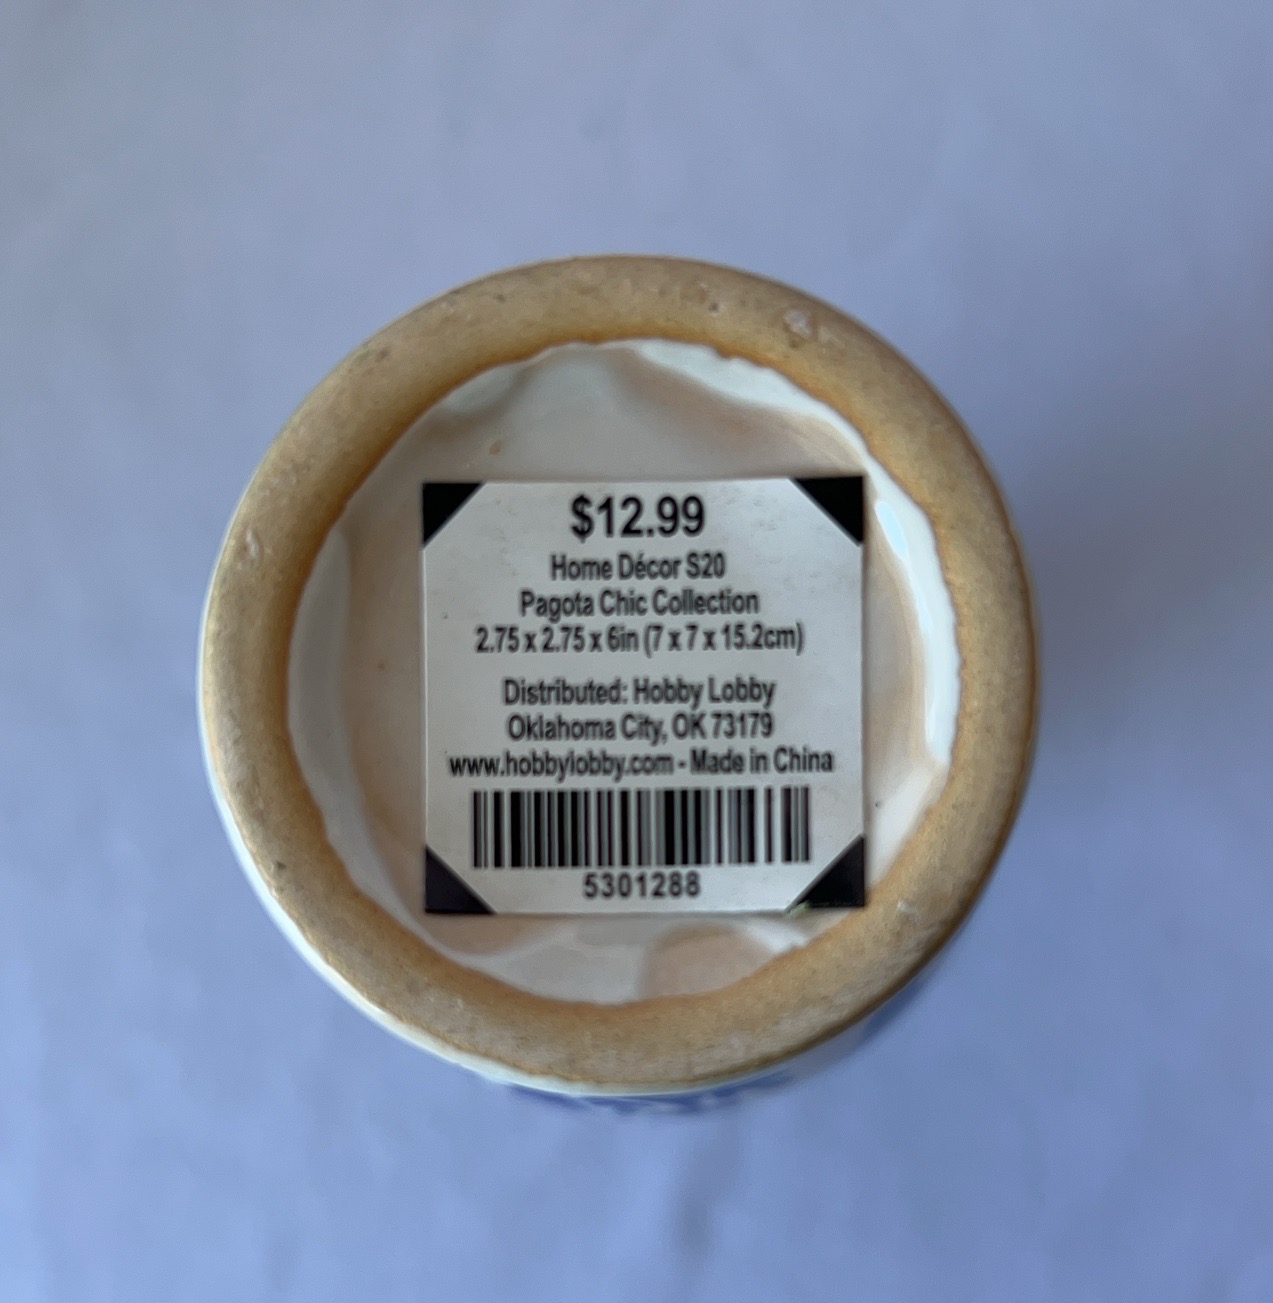 $12.99
Home Décor S20
Pagota Chic Collection
2.75 x 2.75 x 6in (7 x 7 x 15.2cm)
Distributed: Hobby Lobby
Oklahoma City, OK 73179
www.hobbylobby.com - Made in China
5301288